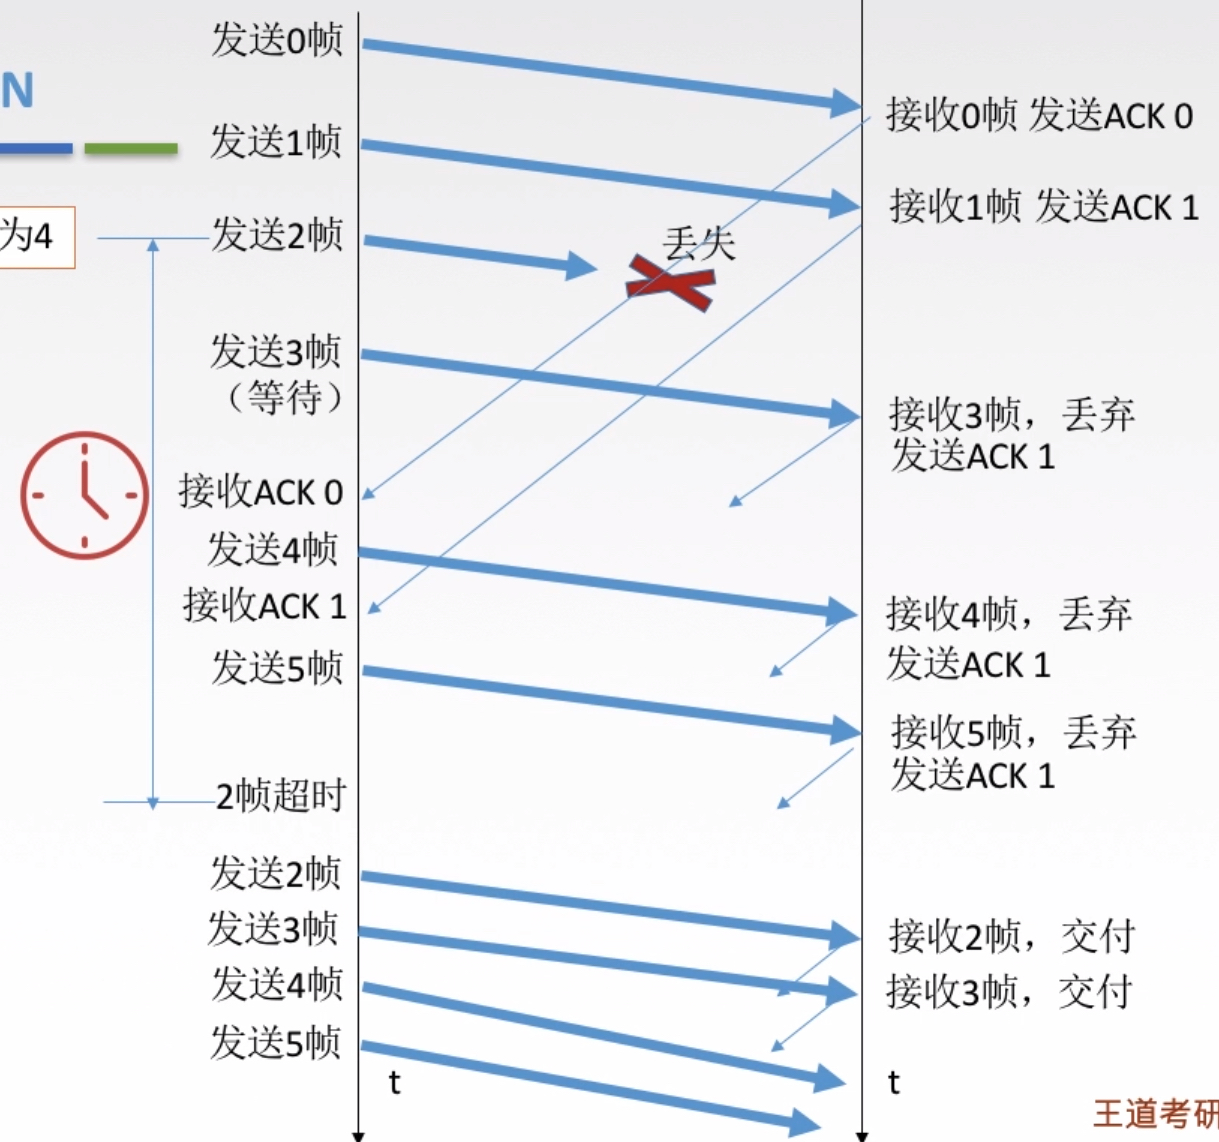 N
为4
发送0帧
发送1帧
发送2帧
丢失
发送3帧
（等待）
接收ACK 0
发送4帧
接收ACK 1
发送5帧
2帧超时
发送2帧
发送3帧
发送4帧
发送5帧
t
接收0帧 发送ACK 0
接收1帧 发送ACK 1
接收3帧，丢弃
发送ACK 1
接收4帧，丢弃
发送ACK 1
接收5帧，丢弃
发送ACK 1
接收2帧，交付
接收3帧，交付
t
王道考研